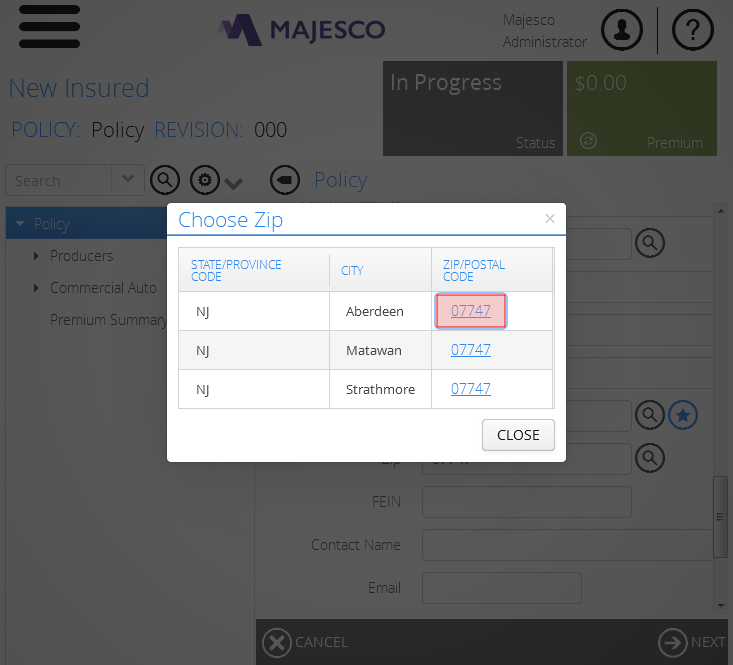 MAJESCO
Majesco
Administrator
?
New Insured
In Progress
Status
$0.00
Premium
POLICY: Policy REVISION: 000
Search
Policy
Policy
Producers
Commercial Auto
Premium Summary
Choose Zip
×
STATE/PROVINCE CODE
CITY
ZIP/POSTAL CODE
NJ Aberdeen 07747
NJ Matawan 07747
NJ Strathmore 07747
CLOSE
Zip
FEIN
Contact Name
Email
CANCEL
NEXT